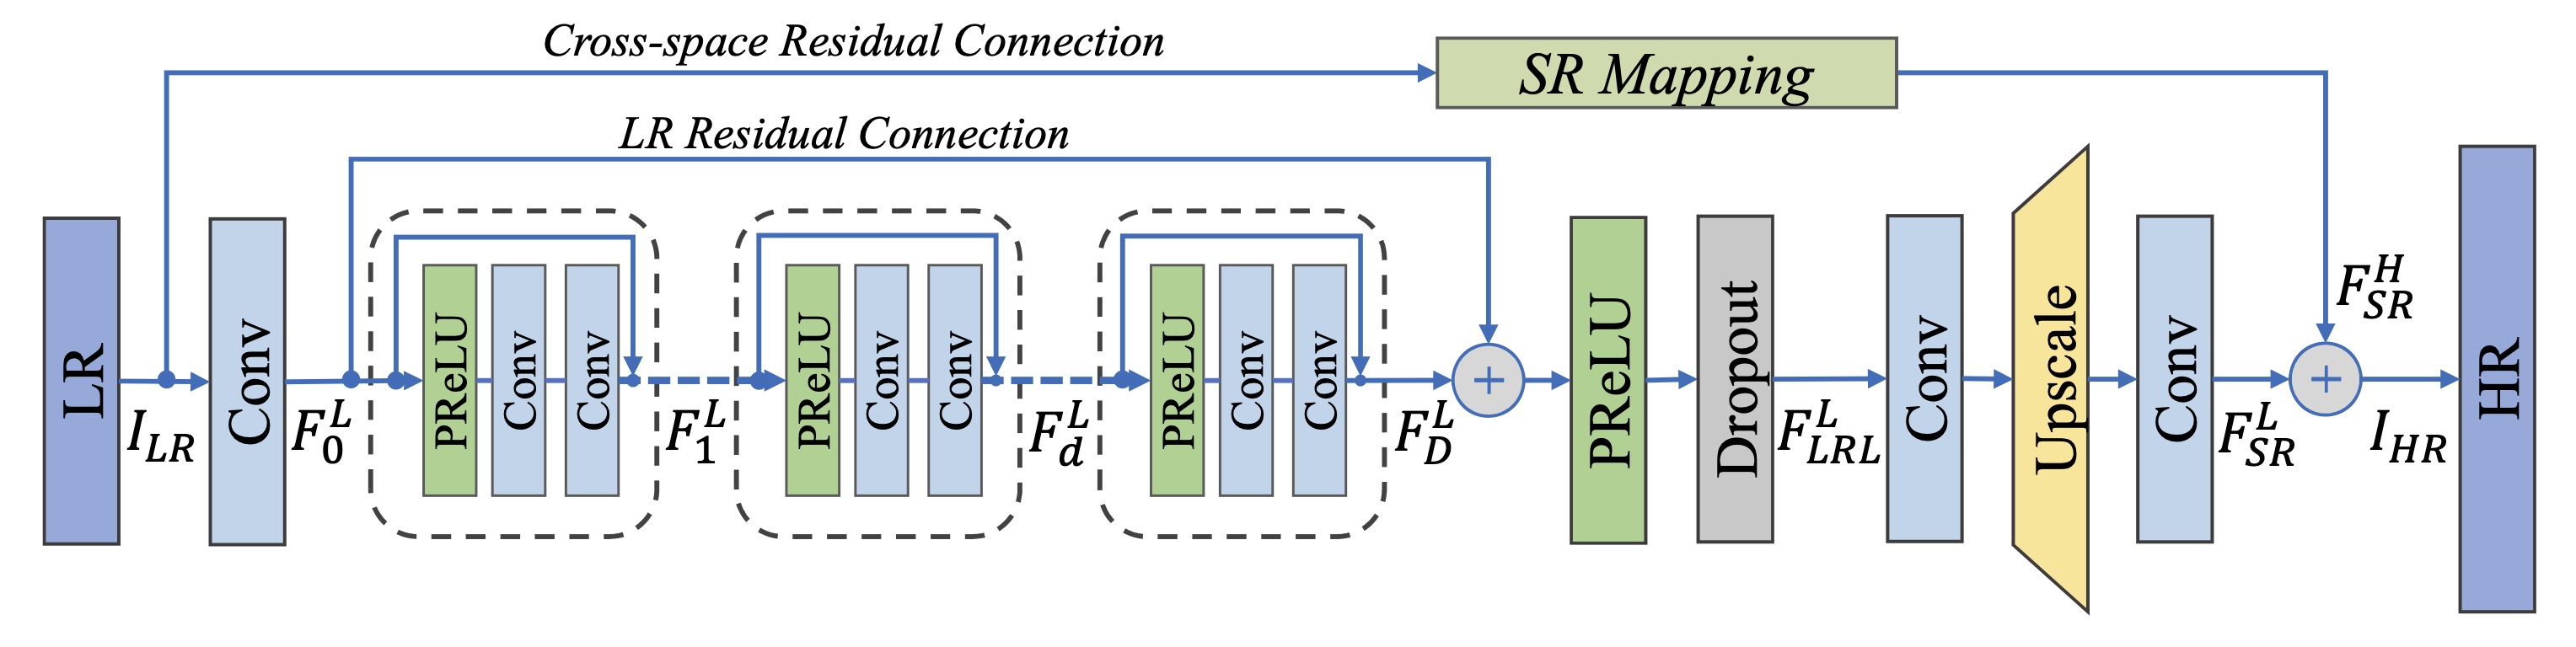 Cross-space Residual Connection
SR Mapping
LR Residual Connection
LR
I_{LR}
Conv
F_0^L
PReLU
Conv
Conv
F_1^L
PReLU
Conv
Conv
F_d^L
PReLU
Conv
Conv
F_D^L
+
PReLU
Dropout
F_{LRL}^L
Conv
Upscale
Conv
F_{SR}^L
F_{SR}^H
+
I_{HR}
HR